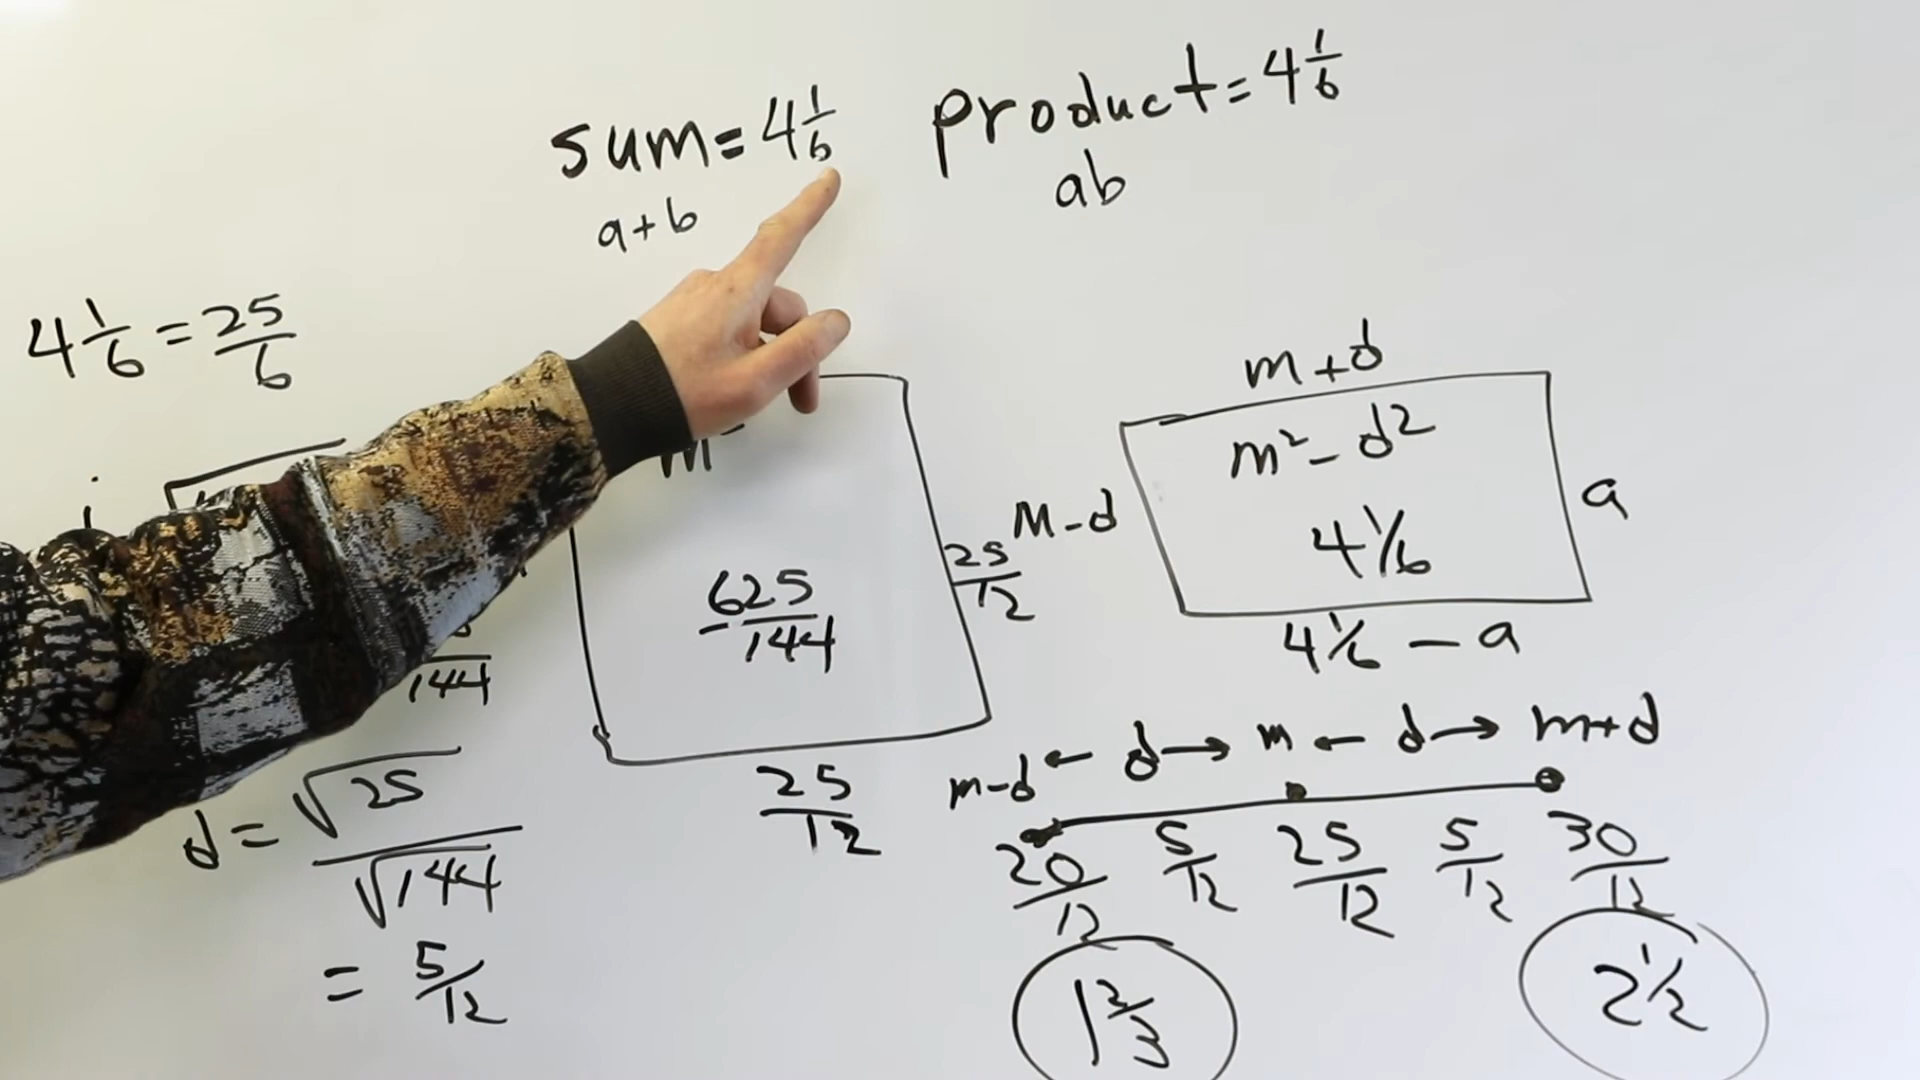 sum = 4 1/6
a+b
product = 4 1/6
ab
4 1/6 = 25/6
m+d
m² - d²
4 1/6
m-d
a
4 1/6 - a
625/144
25/12
25/12
144
d = √25/√144
= 5/12
m-d ← d → m ← d → m+d
20/12 5/12 25/12 5/12 30/12
1 2/3
2 1/2